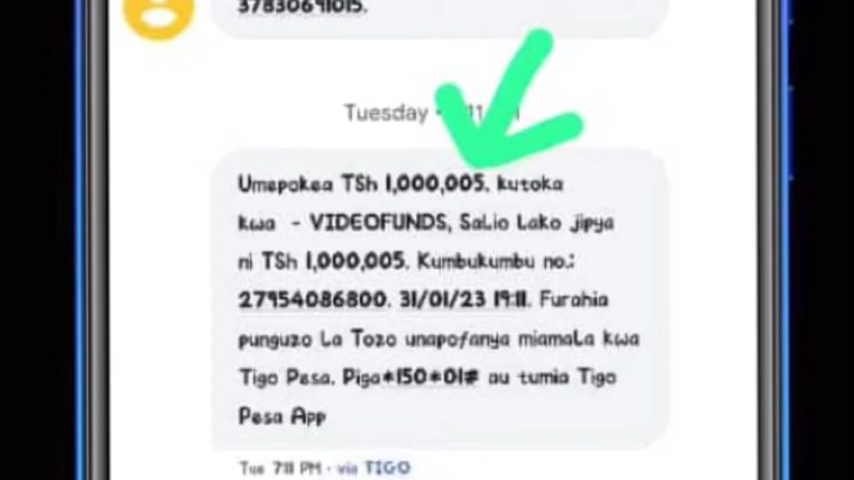 37830691015.
Tuesday
Umepokea TSh 1,000,005. kutoka
kwa - VIDEOFUNDS, Salio Lako jipya
ni TSh 1,000,005. Kumbukumbu no.:
27954086800. 31/01/23 19:11. Furahia
punguzo La Tozo unapofanya miamala kwa
Tigo Pesa. Piga*150*01# au tumia Tigo
Pesa App
Tue 7:11 PM · via TIGO